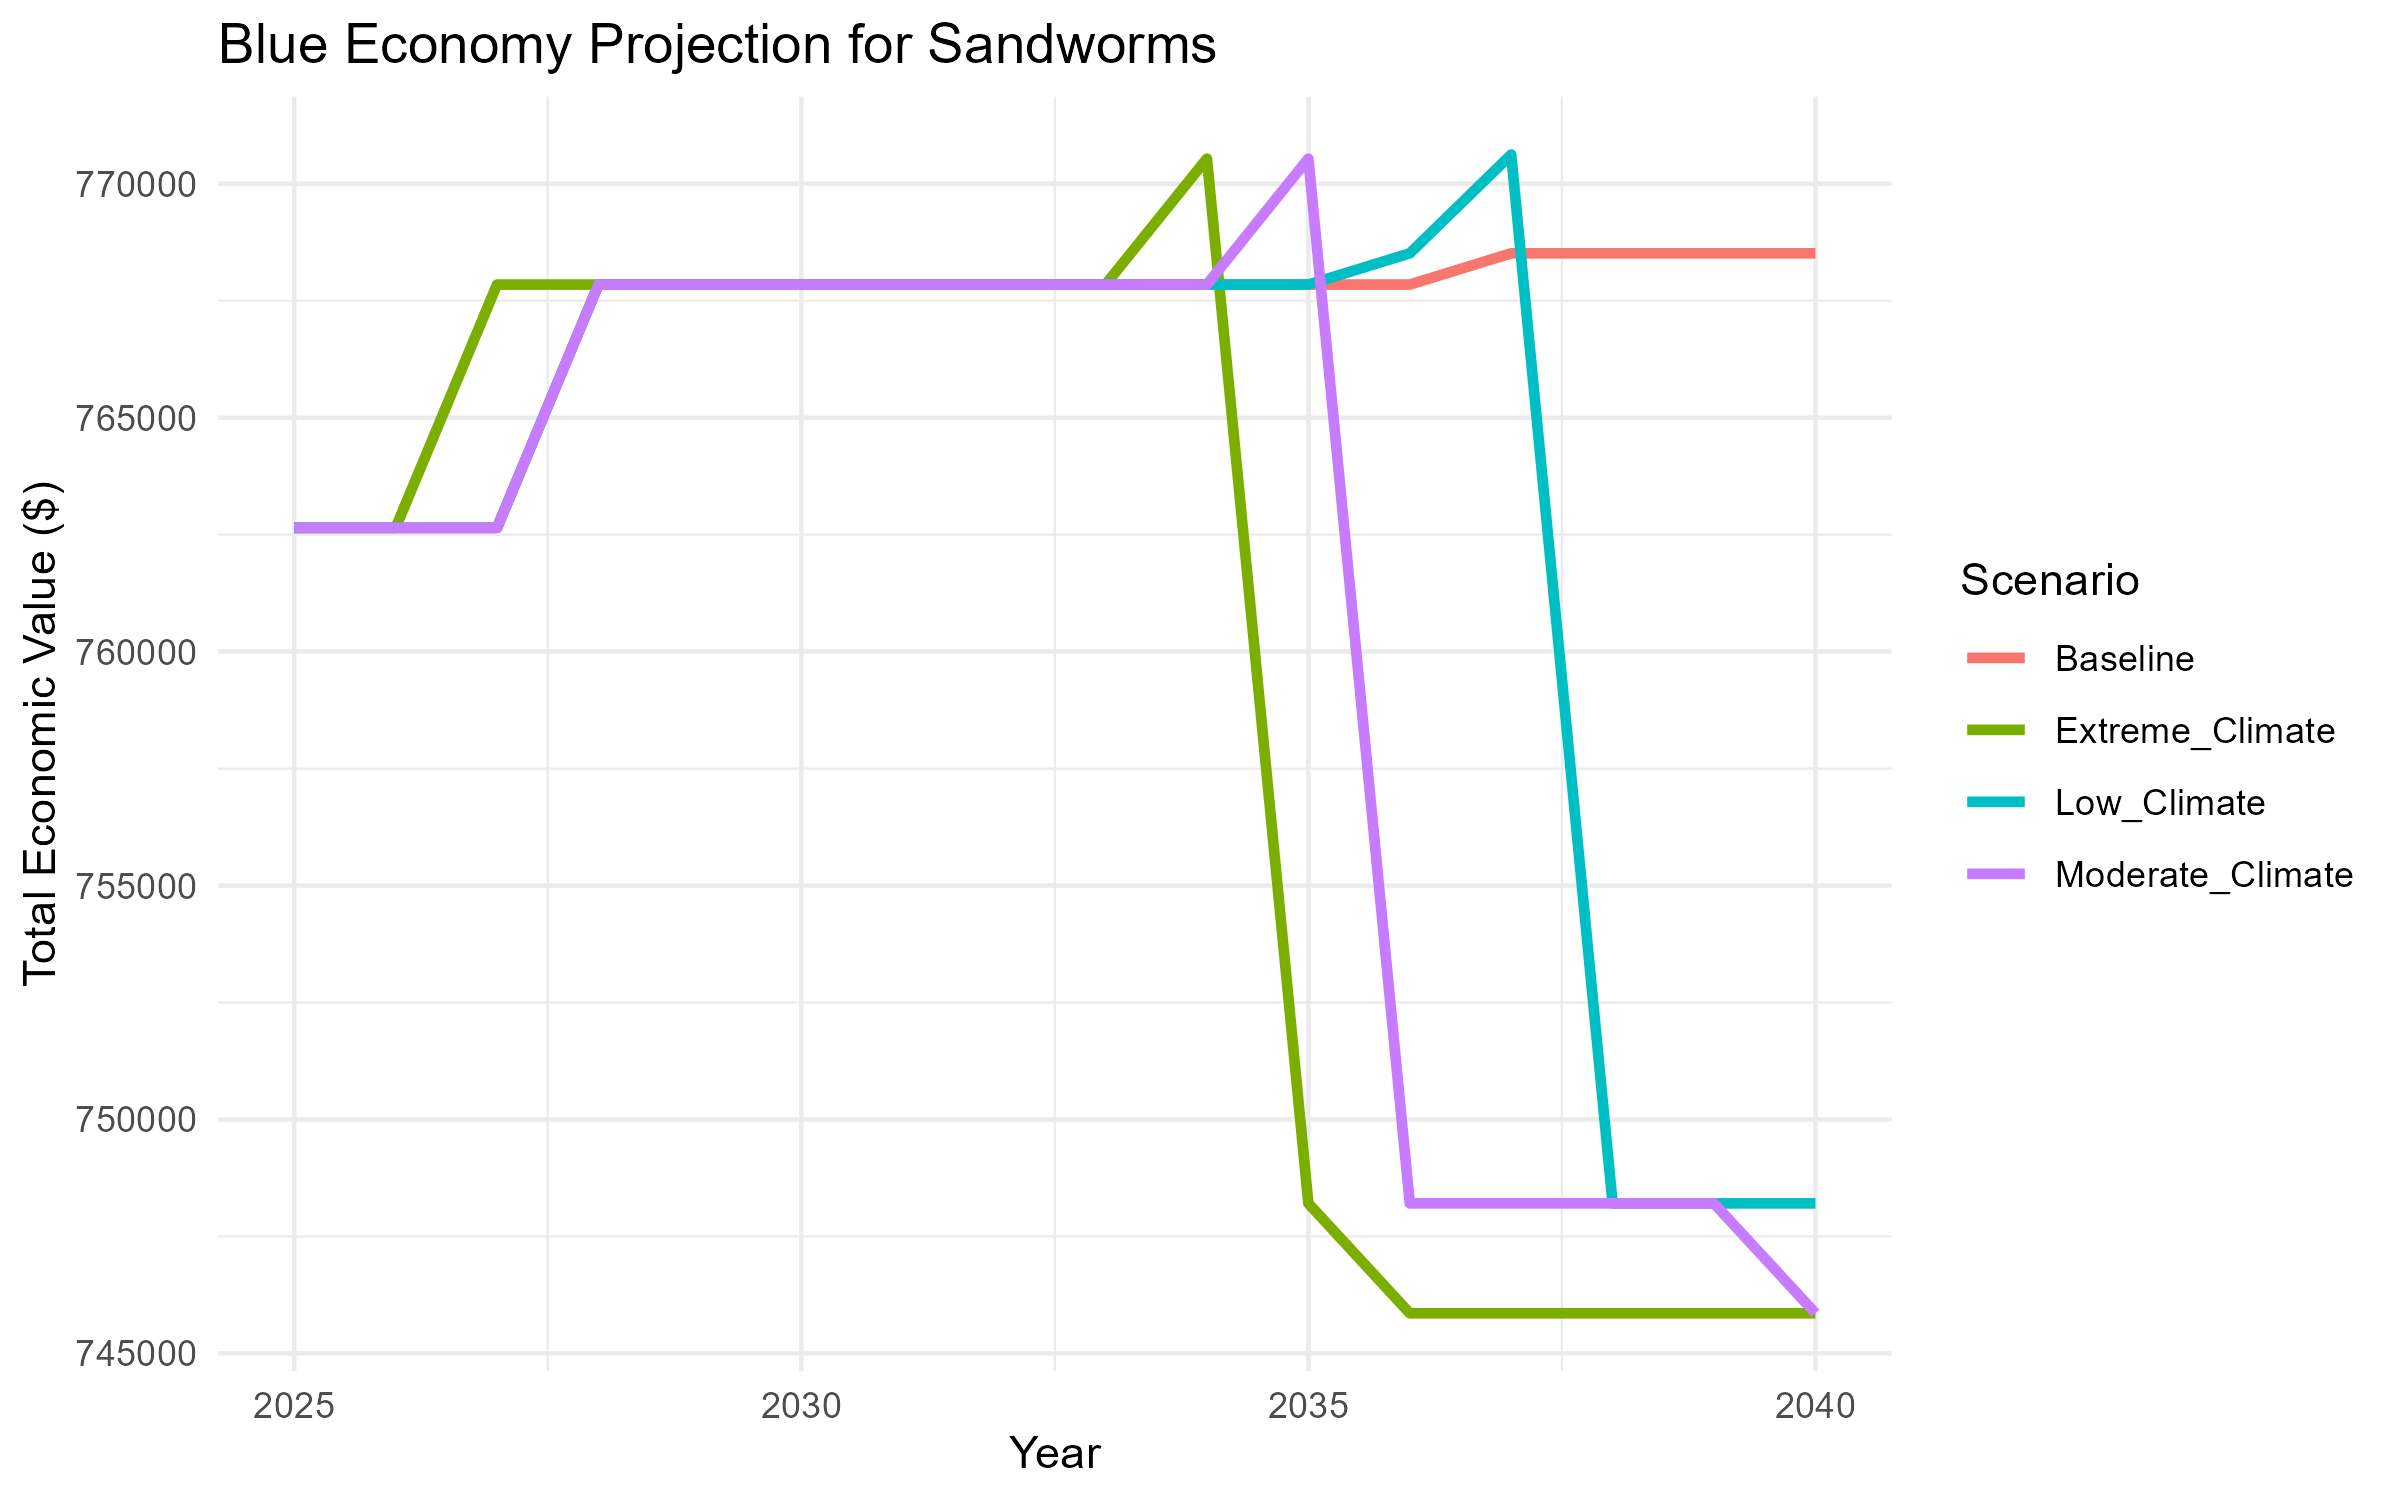 Blue Economy Projection for Sandworms
Total Economic Value ($)
770000
765000
760000
755000
750000
745000
2025 2030 2035 2040
Year
Scenario
Baseline
Extreme_Climate
Low_Climate
Moderate_Climate